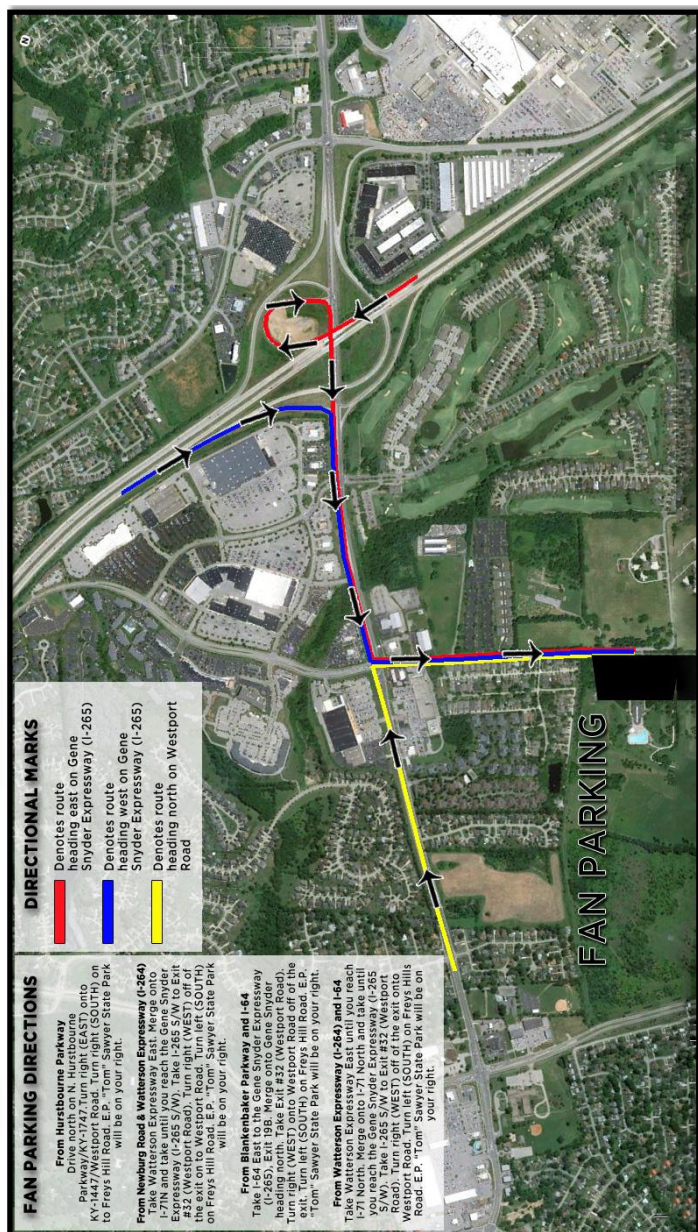 FAN PARKING DIRECTIONS
From Hurstbourne Parkway
Drive north on N. Hurstbourne
Parkway/KY-1747. Turn right (EAST) onto
KY-1447/Westport Road. Turn right (SOUTH) on
to Freys Hill Road. E.P. "Tom" Sawyer State Park
will be on your right.
From Newburg Road & Watterson Expressway (I-264)
Take Watterson Expressway East. Merge onto
I-71N and take until you reach the Gene Snyder
Expressway (I-265 S/W). Take I-265 S/W to Exit
#32 (Westport Road). Turn right (WEST) off of
the exit on to Westport Road. Turn left (SOUTH)
on Freys Hill Road. E.P. "Tom" Sawyer State Park
will be on your right.
From Blankenbaker Parkway and I-64
Take I-64 East to the Gene Snyder Expressway
(I-265), Exit 19B. Merge onto Gene Snyder
heading north. Take Exit #32 (Westport Road).
Turn right (WEST) onto Westport Road off of the
exit. Turn left (SOUTH) on Freys Hill Road. E.P.
"Tom" Sawyer State Park will be on your right.
From Watterson Expressway (I-264) and I-64
Take Watterson Expressway East until you reach
I-71 North. Merge onto I-71 North and take until
you reach the Gene Snyder Expressway (I-265
S/W). Take I-265 S/W to Exit #32 (Westport
Road). Turn right (WEST) off of the exit onto
Westport Road. Turn left (SOUTH) on Freys Hills
Road. E.P. "Tom" Sawyer State Park will be on
your right.
DIRECTIONAL MARKS
Denotes route
heading east on Gene
Snyder Expressway (I-265)
Denotes route
heading west on Gene
Snyder Expressway (I-265)
Denotes route
heading north on Westport
Road
FAN PARKING
N